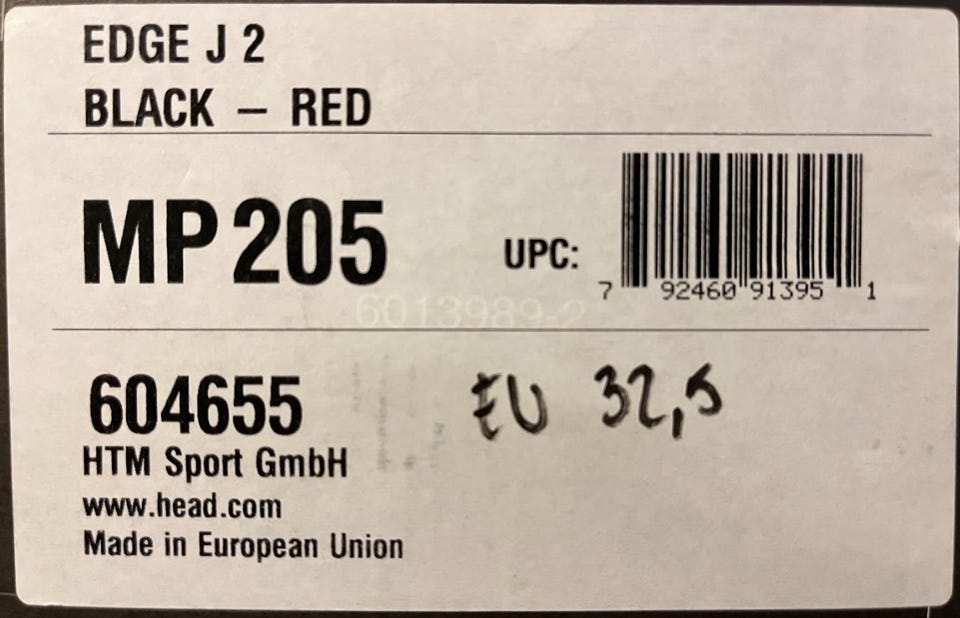 EDGE J 2
BLACK – RED
MP 205
UPC:
7 92460 91395 1
6013989-2
604655
EU 32,5
HTM Sport GmbH
www.head.com
Made in European Union